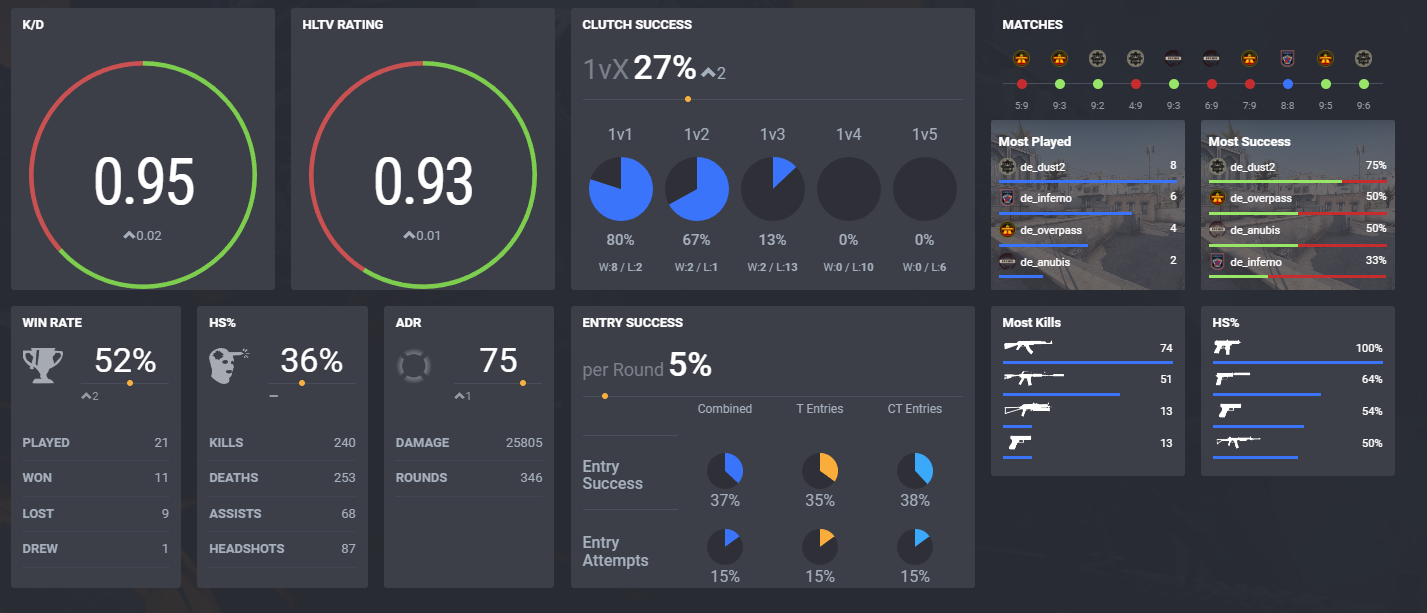 K/D
0.95
0.02
HLTV RATING
0.93
0.01
CLUTCH SUCCESS
1vX 27% 2
1v1 1v2 1v3 1v4 1v5
80% 67% 13% 0% 0%
W:8 / L:2 W:2 / L:1 W:2 / L:13 W:0 / L:10 W:0 / L:6
MATCHES
5:9 9:3 9:2 4:9 9:3 6:9 7:9 8:8 9:5 9:6
Most Played
de_dust2 8
de_inferno 6
de_overpass 4
de_anubis 2
Most Success
de_dust2 75%
de_overpass 50%
de_anubis 50%
de_inferno 33%
WIN RATE
52%
2
PLAYED 21
WON 11
LOST 9
DREW 1
HS%
36%
KILLS 240
DEATHS 253
ASSISTS 68
HEADSHOTS 87
ADR
75
1
DAMAGE 25805
ROUNDS 346
ENTRY SUCCESS
per Round 5%
Combined T Entries CT Entries
Entry
Success
37% 35% 38%
Entry
Attempts
15% 15% 15%
Most Kills
74
51
13
13
HS%
100%
64%
54%
50%